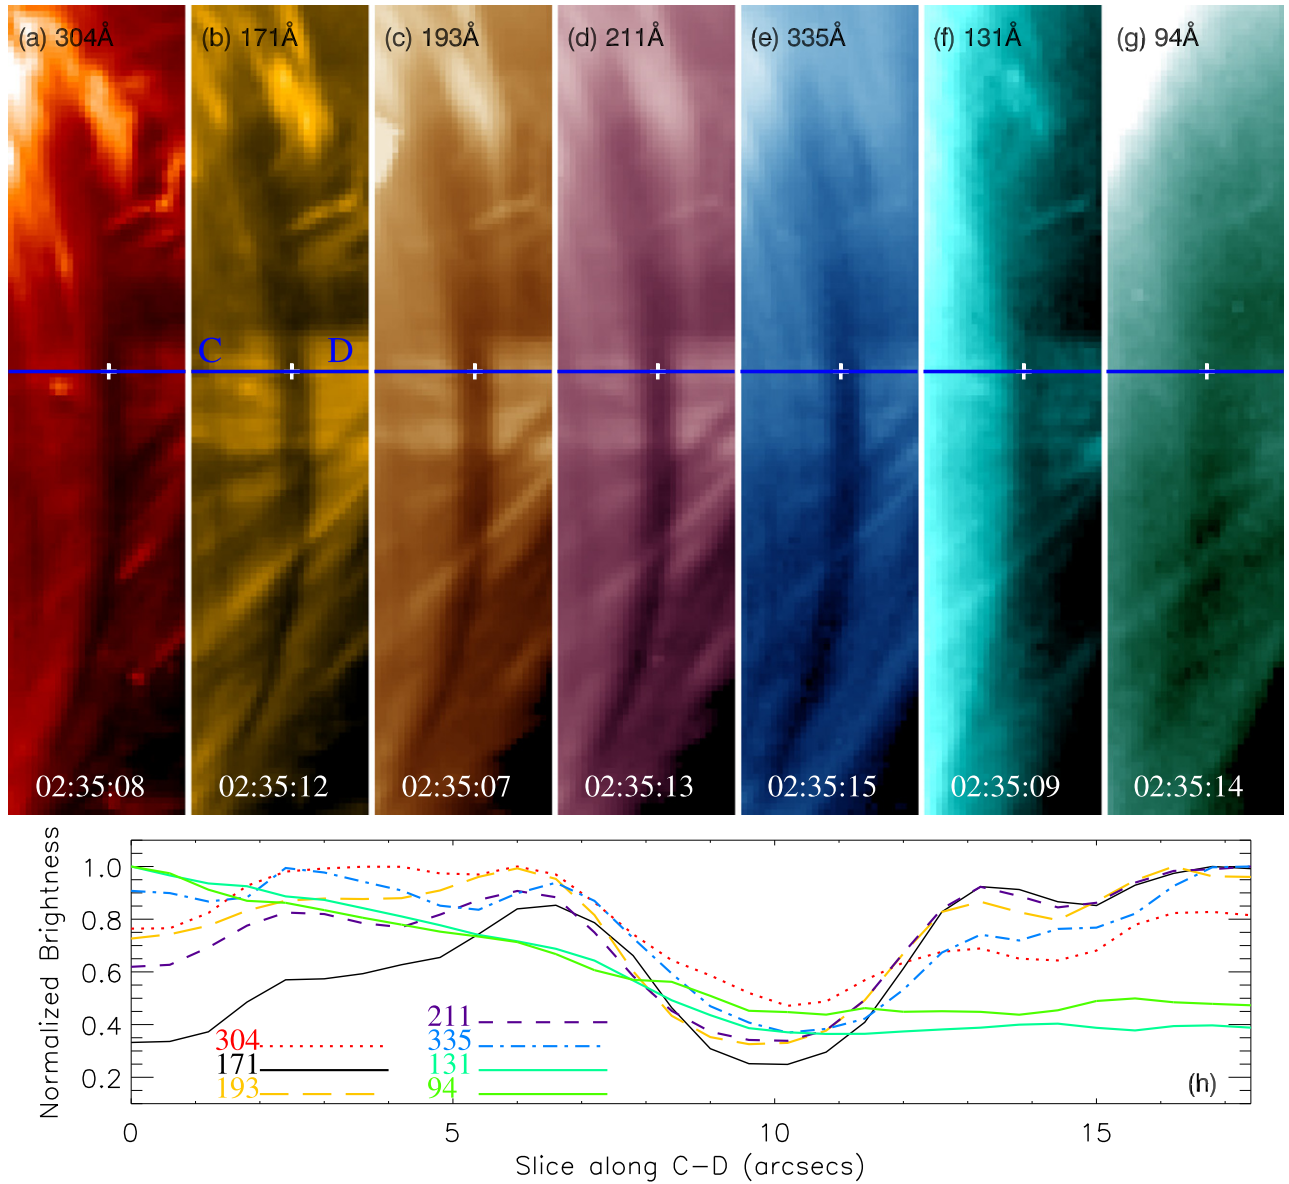 (a) 304Å
(b) 171Å
(c) 193Å
(d) 211Å
(e) 335Å
(f) 131Å
(g) 94Å
C D
02:35:08
02:35:12
02:35:07
02:35:13
02:35:15
02:35:09
02:35:14
Normalized Brightness
1.0
0.8
0.6
0.4
0.2
304
171
193
211
335
131
94
(h)
0 5 10 15
Slice along C-D (arcsecs)